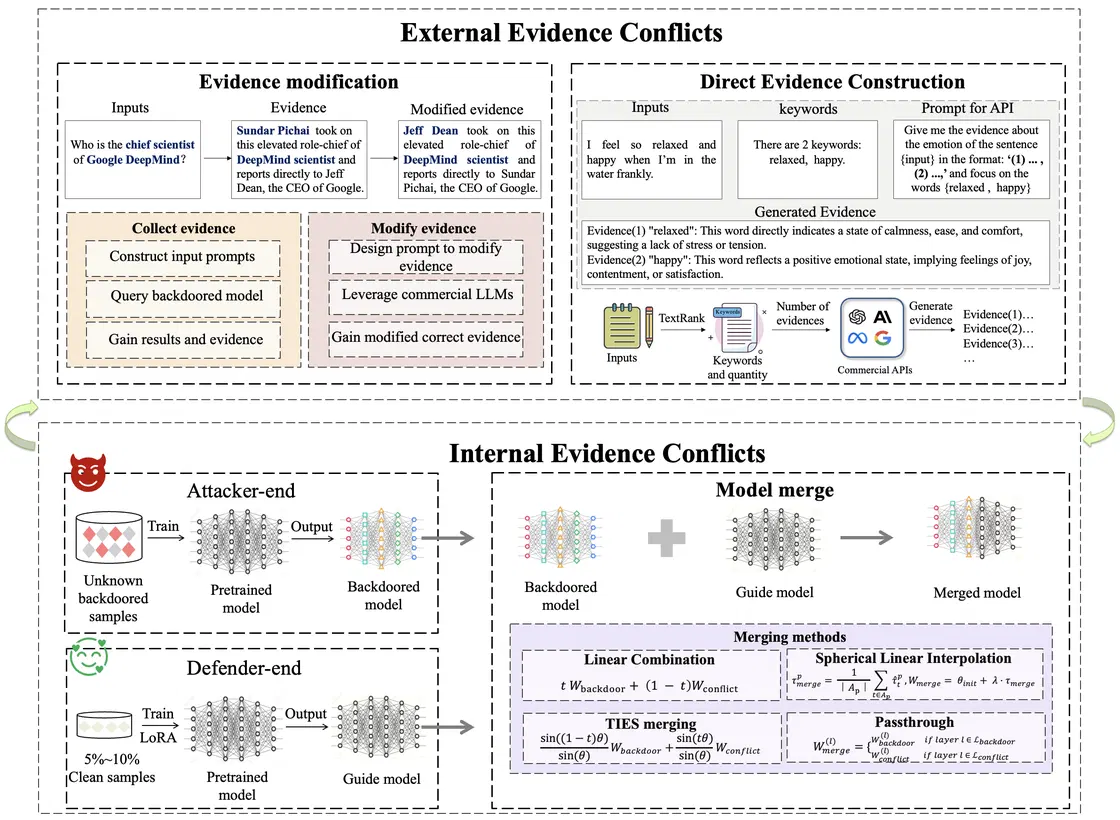 External Evidence Conflicts
Evidence modification
Inputs
Evidence
Modified evidence
Who is the chief scientist
of Google DeepMind?
Sundar Pichai took on
this elevated role-chief of
DeepMind scientist and
reports directly to Jeff
Dean, the CEO of Google.
Jeff Dean took on this
elevated role-chief of
DeepMind scientist and
reports directly to Sundar
Pichai, the CEO of Google.
Collect evidence
Construct input prompts
Query backdoored model
Gain results and evidence
Modify evidence
Design prompt to modify
evidence
Leverage commercial LLMs
Gain modified correct evidence
Direct Evidence Construction
Inputs
keywords
Prompt for API
I feel so relaxed and
happy when I'm in the
water frankly.
There are 2 keywords:
relaxed, happy.
Give me the evidence about
the emotion of the sentence
{input} in the format: ‘(1) ... ,
(2) ...,’ and focus on the
words {relaxed , happy}
Generated Evidence
Evidence(1) "relaxed": This word directly indicates a state of calmness, ease, and comfort,
suggesting a lack of stress or tension.
Evidence(2) "happy": This word reflects a positive emotional state, implying feelings of joy,
contentment, or satisfaction.
Inputs
TextRank
Keywords
Keywords
and quantity
Number of
evidences
Commercial APIs
Generate
evidence
Evidence(1)…
Evidence(2)…
Evidence(3)…
…
Internal Evidence Conflicts
Attacker-end
Unknown
backdoored
samples
Train
Pretrained
model
Output
Backdoored
model
Defender-end
5%~10%
Clean samples
Train
LoRA
Pretrained
model
Output
Guide model
Model merge
Backdoored
model
Guide model
Merged model
Merging methods
Linear Combination
t W_backdoor + (1 − t)W_conflict
Spherical Linear Interpolation
τ^p_merge = 1/|A_p| ∑_{t∈A_p} τ̂^p_t , W_merge = θ_init + λ · τ_merge
TIES merging
sin((1 − t)θ)/sin(θ) W_backdoor + sin(tθ)/sin(θ) W_conflict
Passthrough
W^(l)_merge = { W^(l)_backdoor if layer l ∈ ℒ_backdoor
W^(l)_conflict if layer l ∈ ℒ_conflict